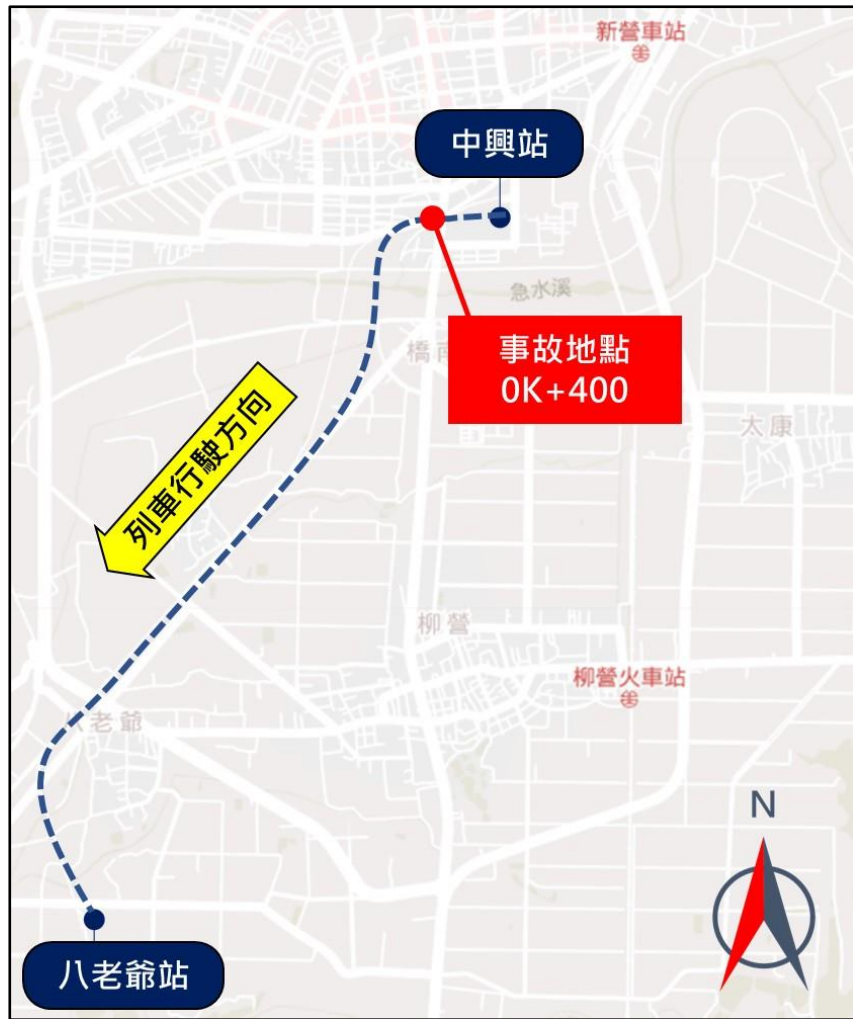 新營車站
中興站
急水溪
橋南
事故地點
0K+400
太康
列車行駛方向
柳營
柳營火車站
八老爺
N
八老爺站